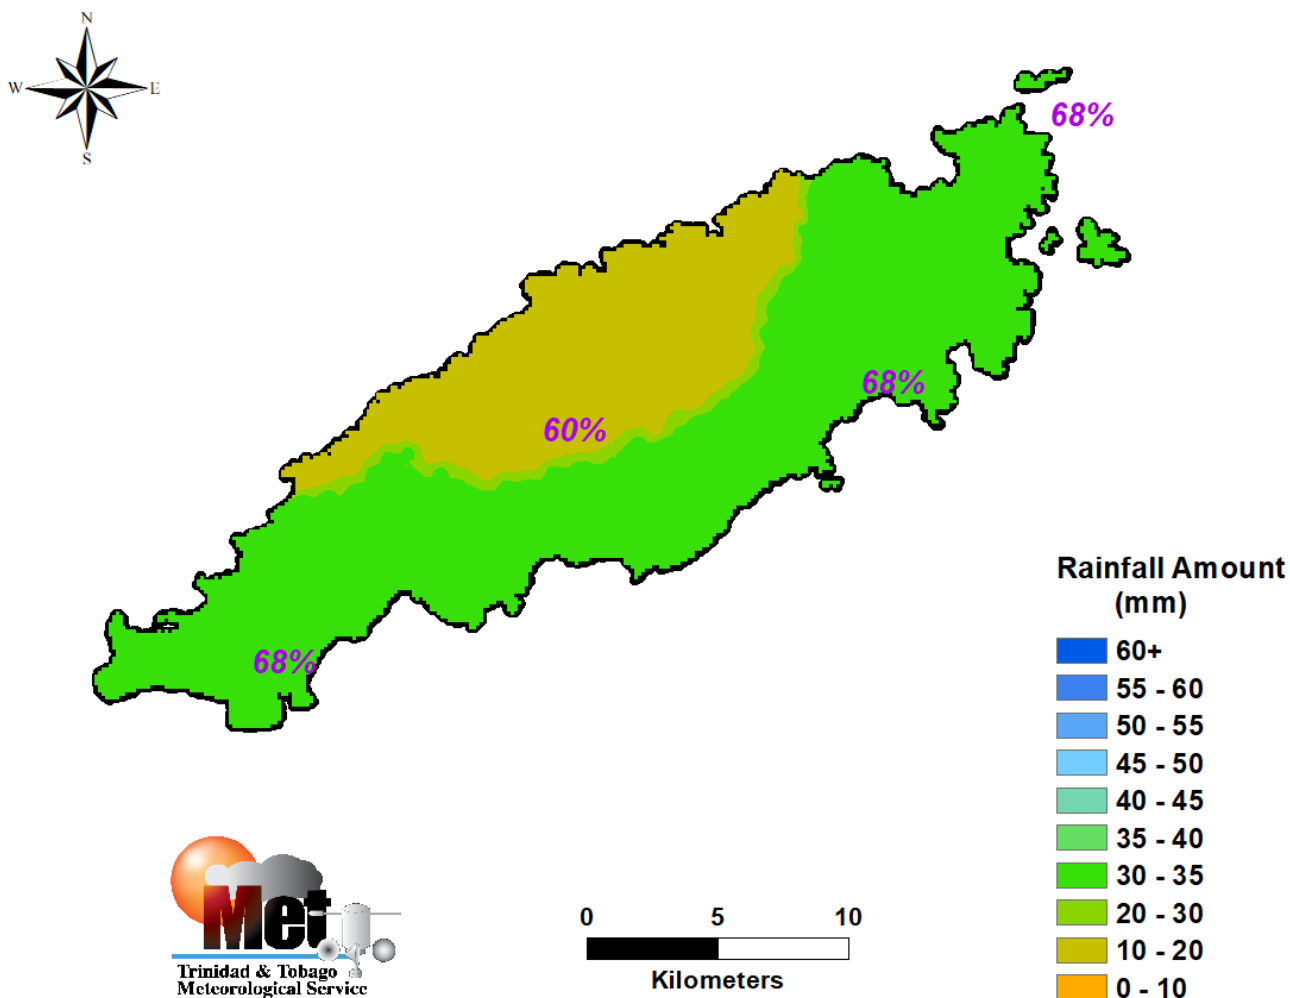 N
W E
S
68%
68%
60%
68%
Rainfall Amount
(mm)
60+
55 - 60
50 - 55
45 - 50
40 - 45
35 - 40
30 - 35
20 - 30
10 - 20
0 - 10
Met
Trinidad & Tobago
Meteorological Service
0 5 10
Kilometers